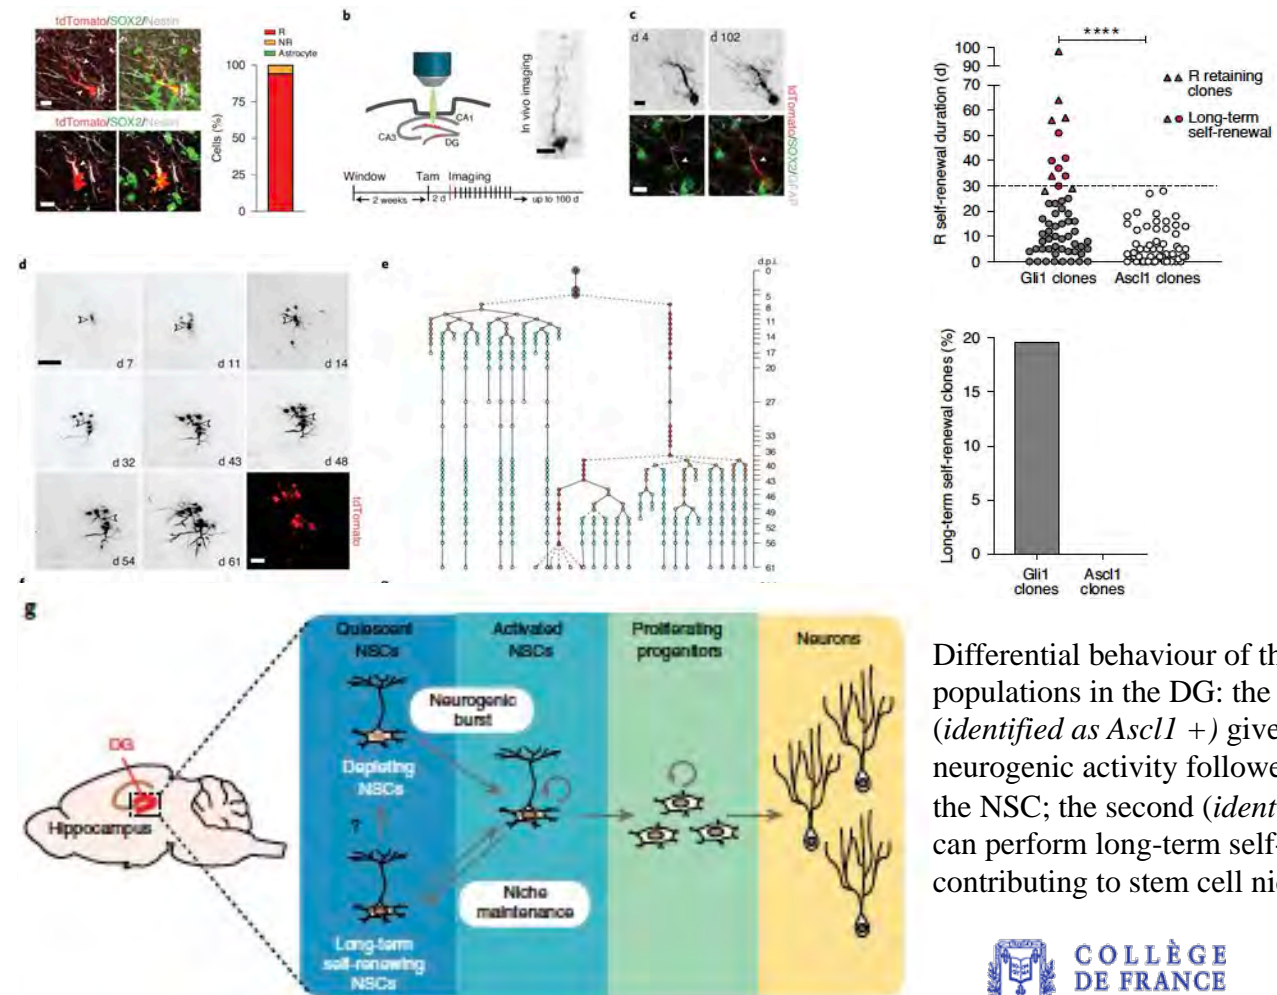 tdTomato/SOX2/Nestin
tdTomato/SOX2/Nestin
R
NR
Astrocyte
100
75
50
25
0
Cells (%)
b
CA1
CA3
DG
In vivo imaging
Window
Tam
Imaging
2 weeks
2 d
up to 100 d
c
d 4
d 102
tdTomato/SOX2/GFAP
R self-renewal duration (d)
100
90
70
60
50
40
30
20
10
0
****
R retaining
clones
Long-term
self-renewal
Gli1 clones
Ascl1 clones
d
d 7
d 11
d 14
d 32
d 43
d 48
d 54
d 61
tdTomato
e
d.p.i.
0
5
8
11
14
17
20
27
33
36
40
43
46
49
52
56
61
Long-term self-renewal clones (%)
20
15
10
5
0
Gli1
clones
Ascl1
clones
g
DG
Hippocampus
Quiescent
NSCs
Activated
NSCs
Proliferating
progenitors
Neurons
Neurogenic
burst
Depleting
NSCs
?
Niche
maintenance
Long-term
self-renewing
NSCs
Differential behaviour of th
populations in the DG: the
(identified as Ascl1 +) give
neurogenic activity followe
the NSC; the second (ident
can perform long-term self-
contributing to stem cell nic
COLLÈGE
DE FRANCE